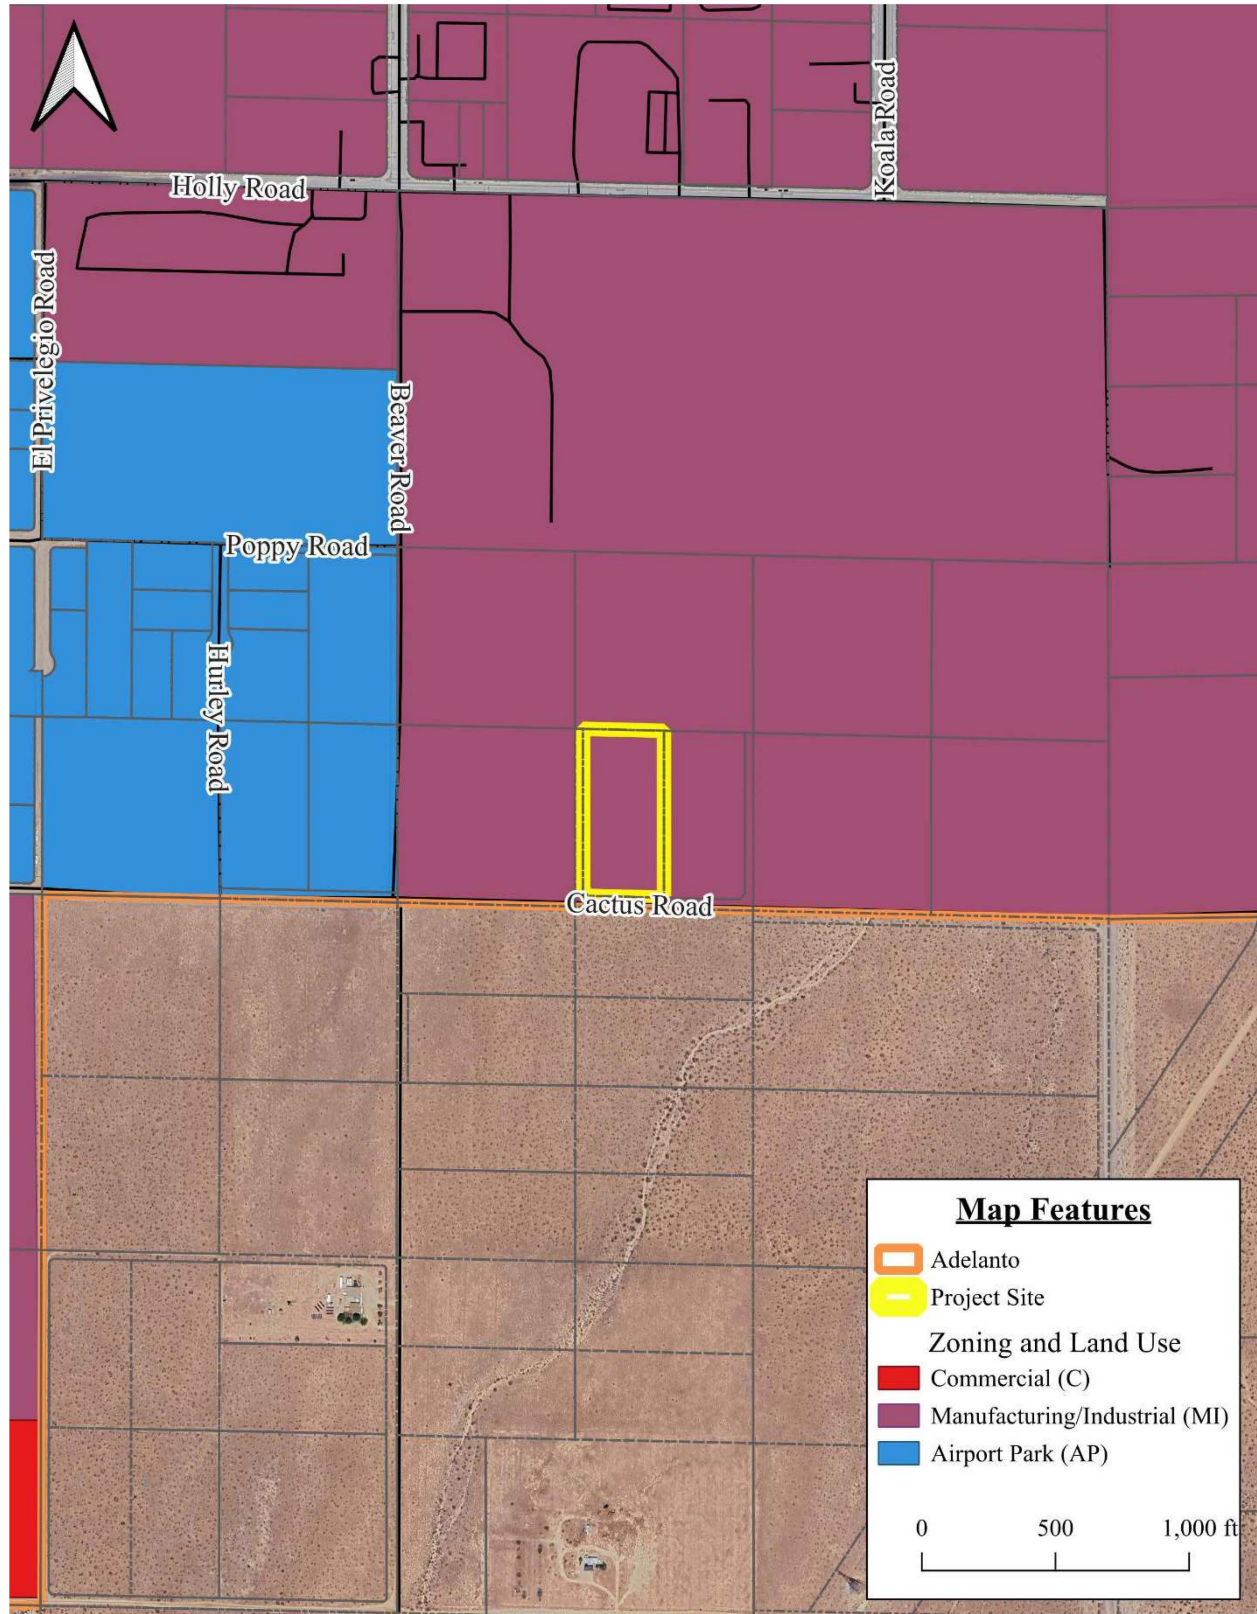 Koala Road
Holly Road
El Privelegio Road
Beaver Road
Poppy Road
Hurley Road
Cactus Road
Map Features
Adelanto
Project Site
Zoning and Land Use
Commercial (C)
Manufacturing/Industrial (MI)
Airport Park (AP)
0 500 1,000 ft